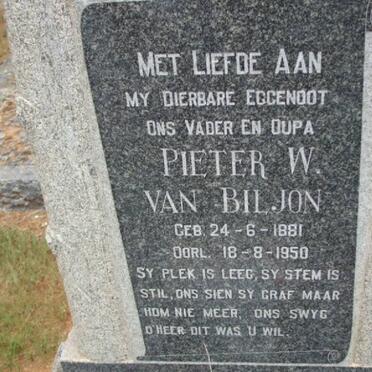 MET LIEFDE AAN
MY DIERBARE EGGENOOT
ONS VADER EN OUPA
PIETER W.
VAN BILJON
GEB. 24-6-1881
OORL. 18-8-1950
SY PLEK IS LEEG, SY STEM IS
STIL, ONS SIEN SY GRAF MAAR
HOM NIE MEER, ONS SWYG
O HEER DIT WAS U WIL.